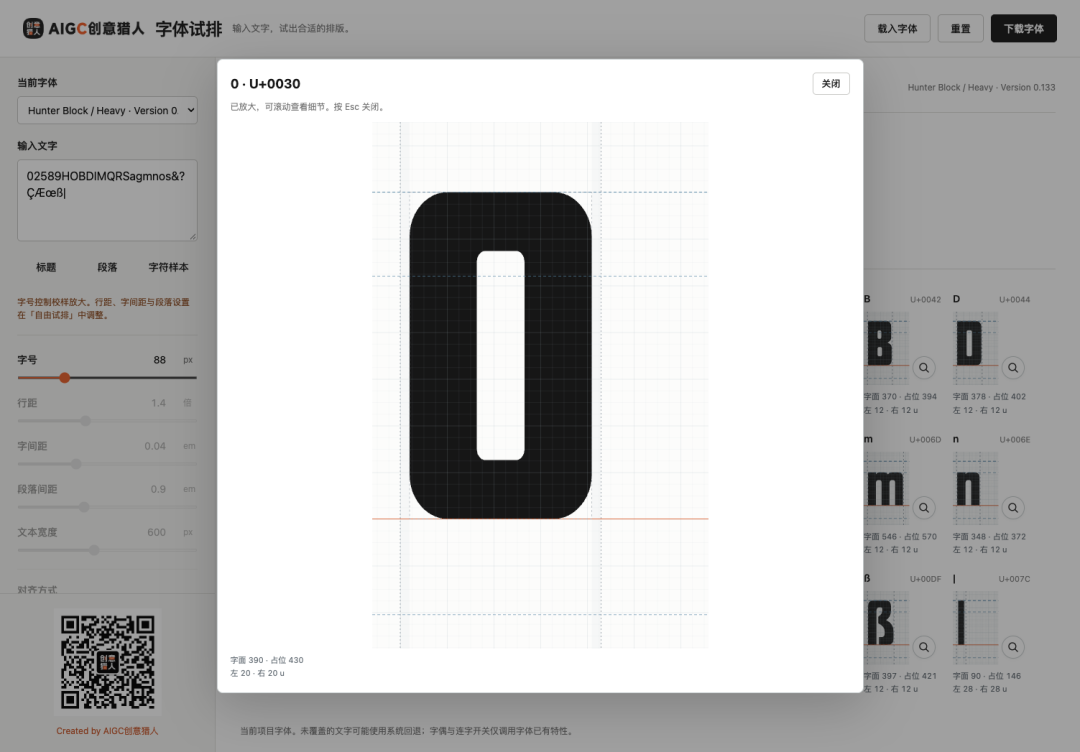 创意猎人 AIGC创意猎人 字体试排 输入文字，试出合适的排版。 载入字体 重置 下载字体
当前字体
Hunter Block / Heavy · Version 0
输入文字
02589HOBDIMQRSagmnos&?
ÇÆœß|
标题 段落 字符样本
字号控制校样放大。行距、字间距与段落设置
在「自由试排」中调整。
字号 88 px
行距 1.4 倍
字间距 0.04 em
段落间距 0.9 em
文本宽度 600 px
对齐方式
创意
猎人
Created by AIGC创意猎人
0 · U+0030 关闭
已放大，可滚动查看细节。按 Esc 关闭。
0
字面 390 · 占位 430
左 20 · 右 20 u
Hunter Block / Heavy · Version 0.133
B U+0042 D U+0044
B D
字面 370 · 占位 394 字面 378 · 占位 402
左 12 · 右 12 u 左 12 · 右 12 u
m U+006D n U+006E
m n
字面 546 · 占位 570 字面 348 · 占位 372
左 12 · 右 12 u 左 12 · 右 12 u
ß U+00DF | U+007C
ß |
字面 397 · 占位 421 字面 90 · 占位 146
左 12 · 右 12 u 左 28 · 右 28 u
当前项目字体。未覆盖的文字可能使用系统回退；字偶与逐字开关仅调用字体已有特性。